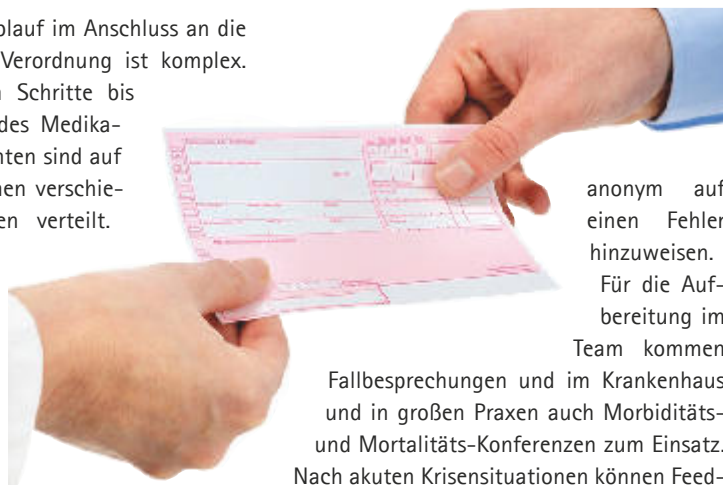 blauf im Anschluss an die
Verordnung ist komplex.
Schritte bis
des Medika-
nten sind auf
nen verschie-
en verteilt.
anonym auf
einen Fehler
hinzuweisen.
Für die Auf-
bereitung im
Team kommen
Fallbesprechungen und im Krankenhaus
und in großen Praxen auch Morbiditäts-
und Mortalitäts-Konferenzen zum Einsatz.
Nach akuten Krisensituationen können Feed-